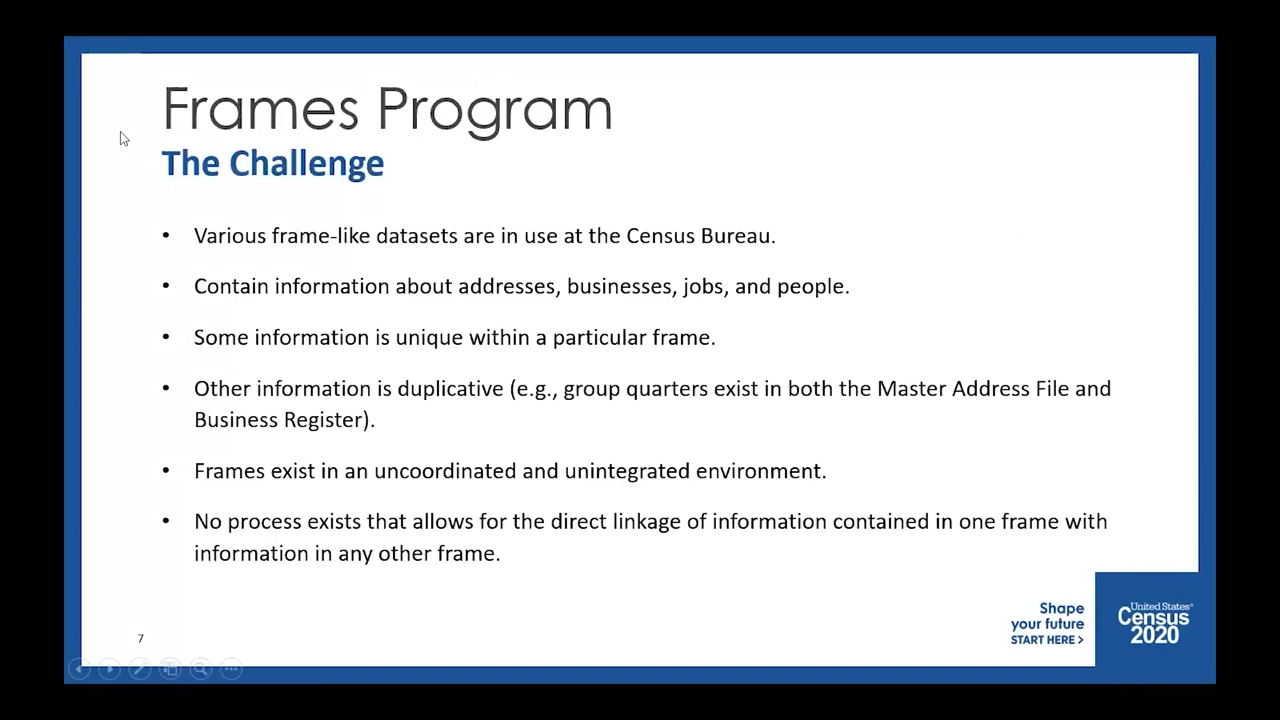 Frames Program
The Challenge
• Various frame-like datasets are in use at the Census Bureau.
• Contain information about addresses, businesses, jobs, and people.
• Some information is unique within a particular frame.
• Other information is duplicative (e.g., group quarters exist in both the Master Address File and
Business Register).
• Frames exist in an uncoordinated and unintegrated environment.
• No process exists that allows for the direct linkage of information contained in one frame with
information in any other frame.
Shape
your future
START HERE >
United States®
Census
2020
7